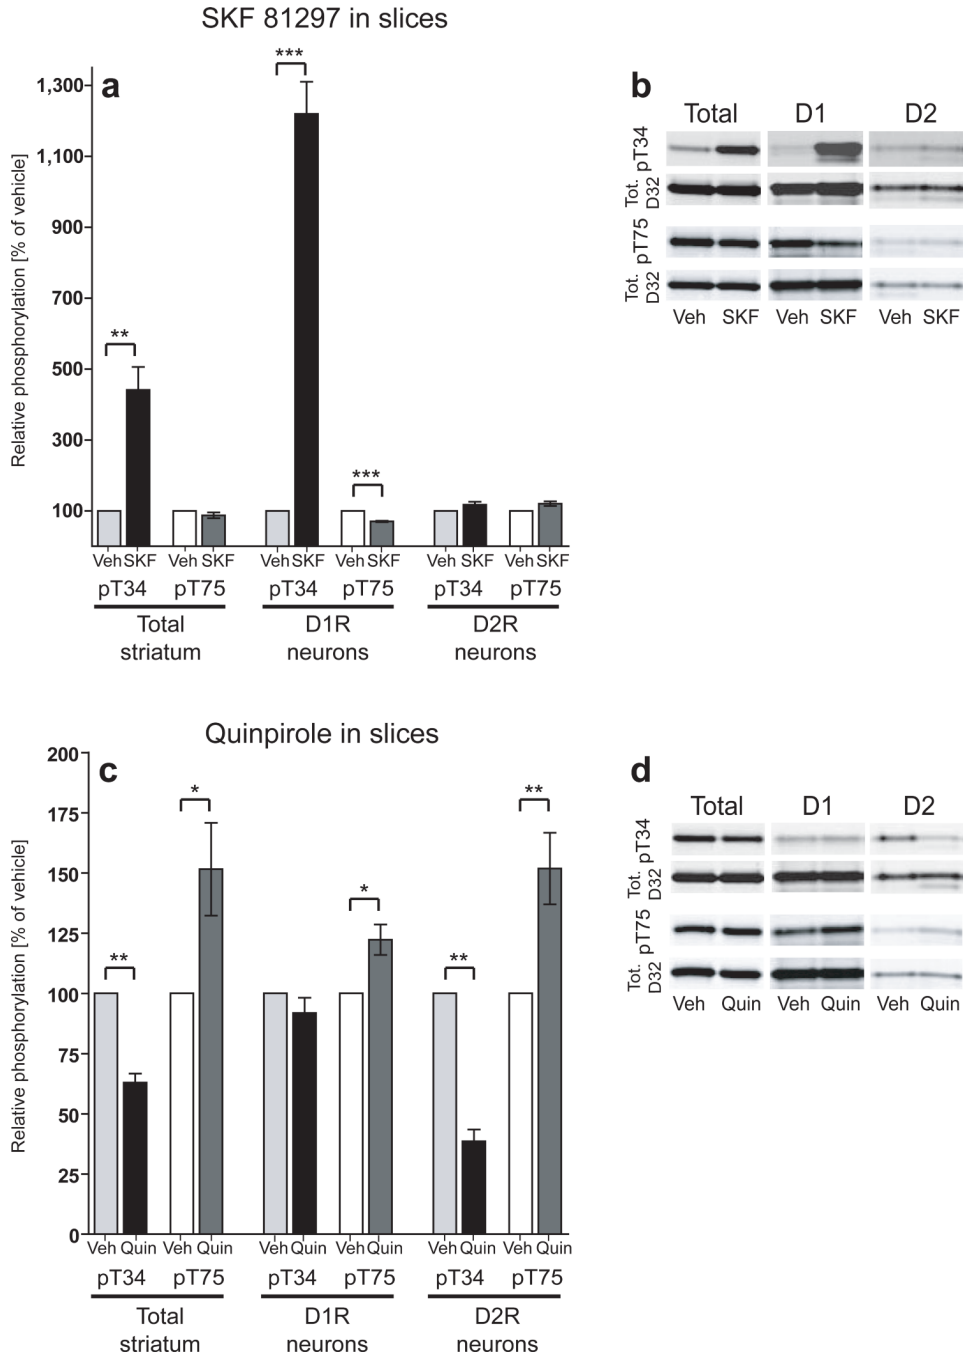 SKF 81297 in slices
a
***
**
***
Relative phosphorylation [% of vehicle]
1,300
1,100
900
700
500
300
100
Veh SKF Veh SKF Veh SKF Veh SKF Veh SKF Veh SKF
pT34 pT75 pT34 pT75 pT34 pT75
Total striatum
D1R neurons
D2R neurons
b
Total D1 D2
pT34
Tot. D32
pT75
Tot. D32
Veh SKF Veh SKF Veh SKF
Quinpirole in slices
c
*
**
*
**
**
Relative phosphorylation [% of vehicle]
200
175
150
125
100
75
50
25
0
Veh Quin Veh Quin Veh Quin Veh Quin Veh Quin Veh Quin
pT34 pT75 pT34 pT75 pT34 pT75
Total striatum
D1R neurons
D2R neurons
d
Total D1 D2
pT34
Tot. D32
pT75
Tot. D32
Veh Quin Veh Quin Veh Quin